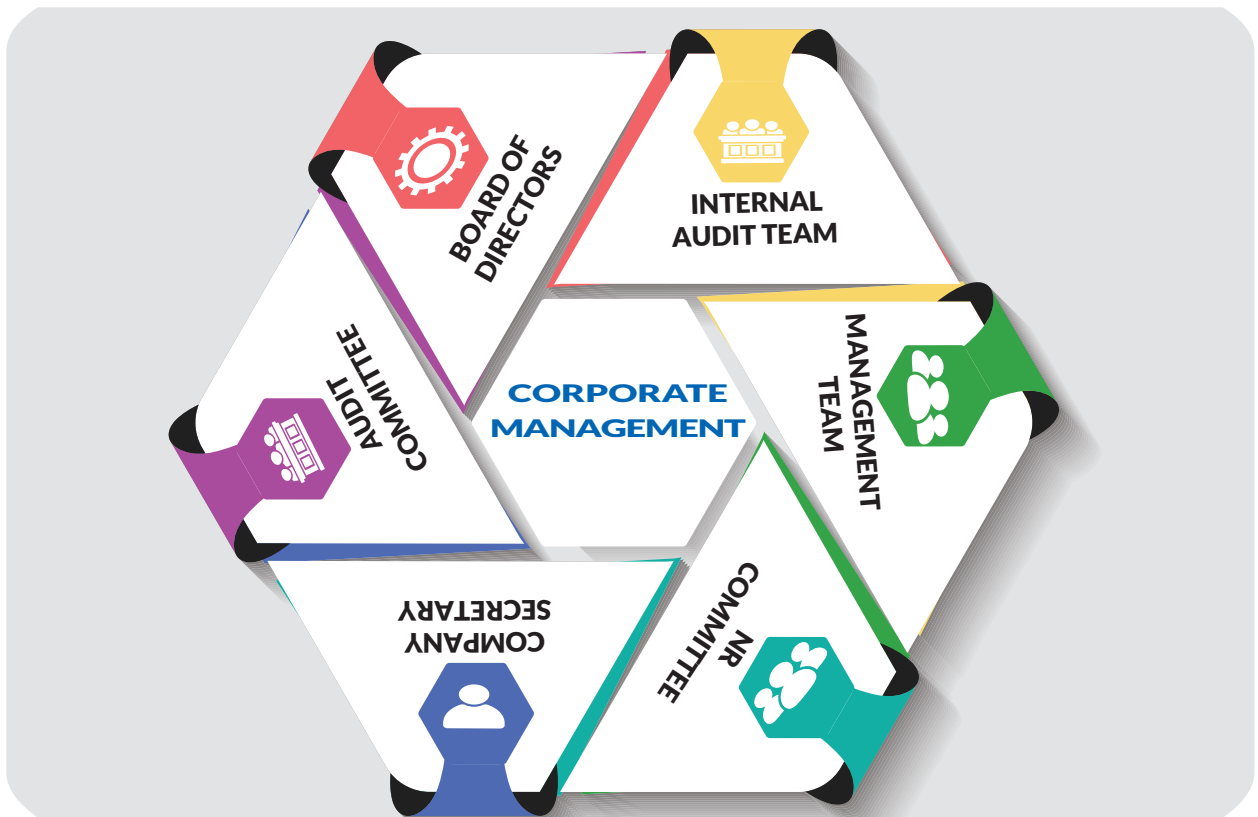 BOARD OF
DIRECTORS
INTERNAL
AUDIT TEAM
MANAGEMENT
TEAM
NR
COMMITTEE
COMPANY
SECRETARY
AUDIT
COMMITTEE
CORPORATE
MANAGEMENT